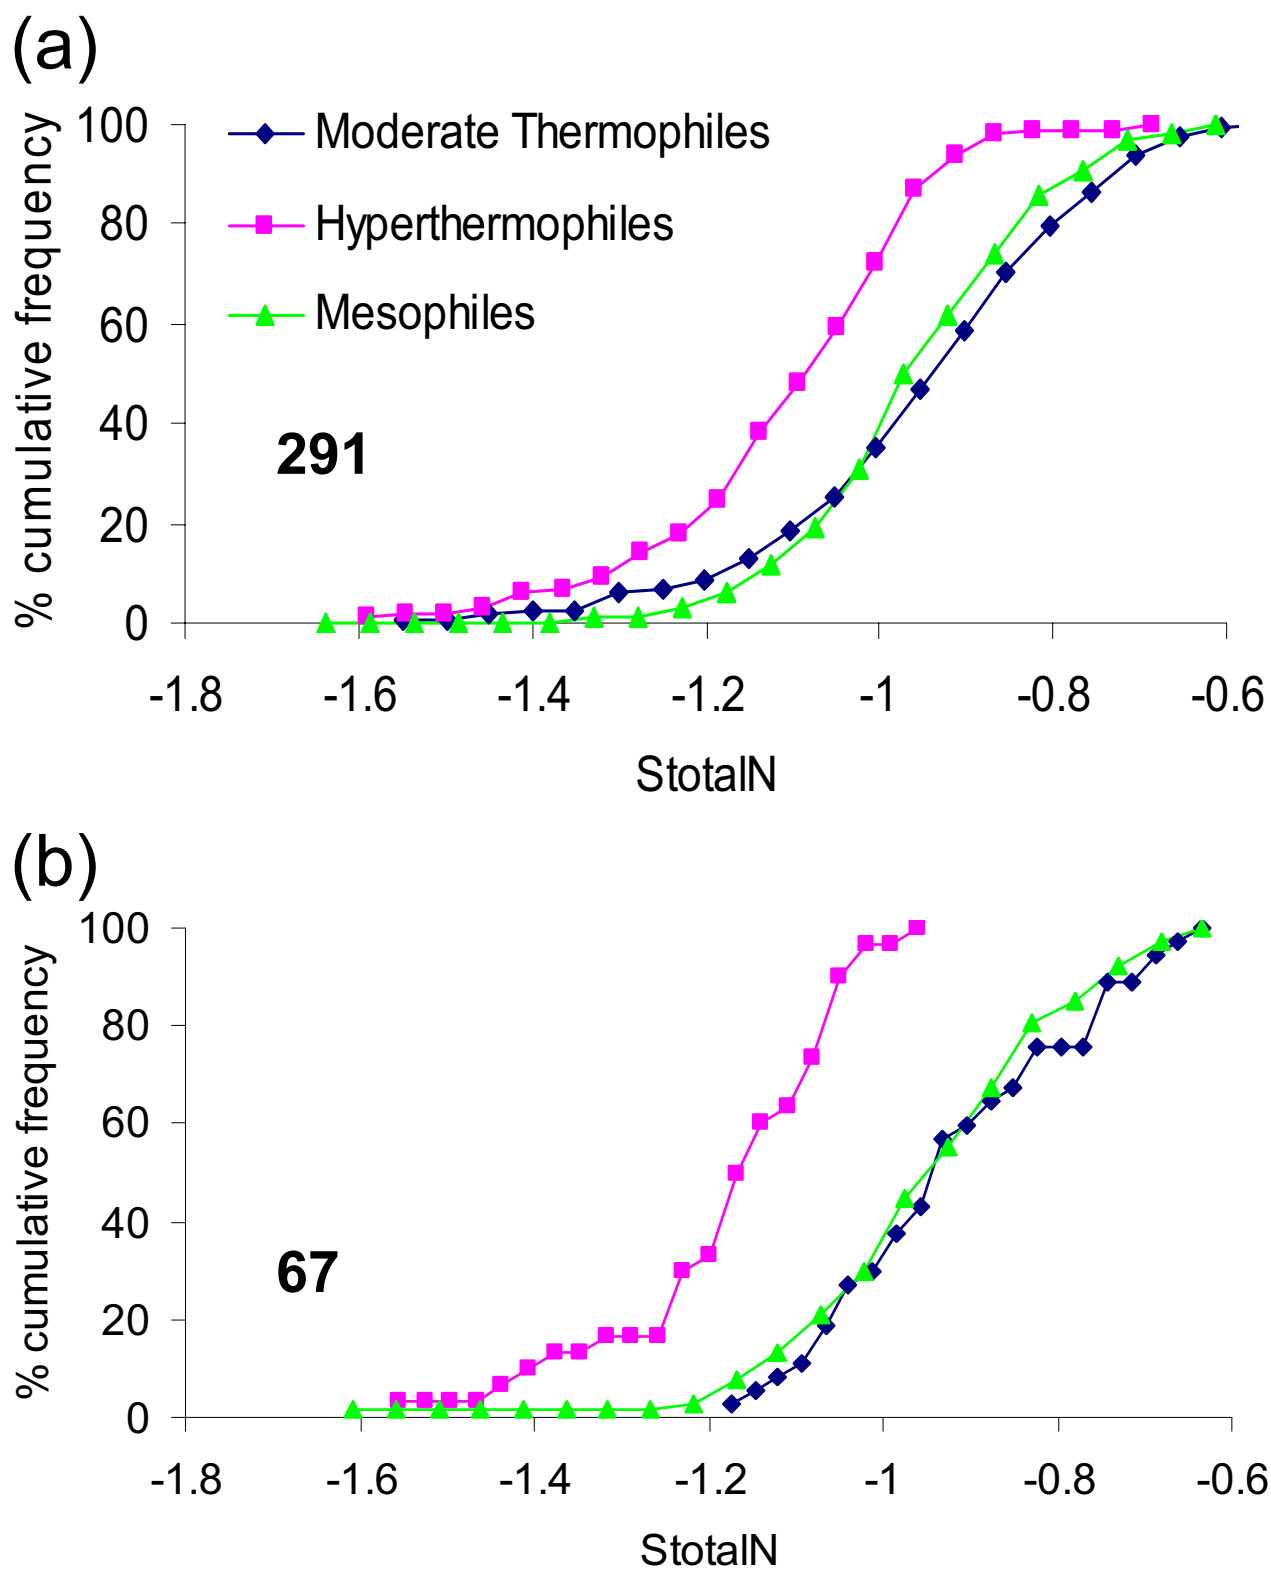 (a)
% cumulative frequency
100
80
60
40
20
0
Moderate Thermophiles
Hyperthermophiles
Mesophiles
291
-1.8 -1.6 -1.4 -1.2 -1 -0.8 -0.6
StotalN
(b)
% cumulative frequency
100
80
60
40
20
0
67
-1.8 -1.6 -1.4 -1.2 -1 -0.8 -0.6
StotalN